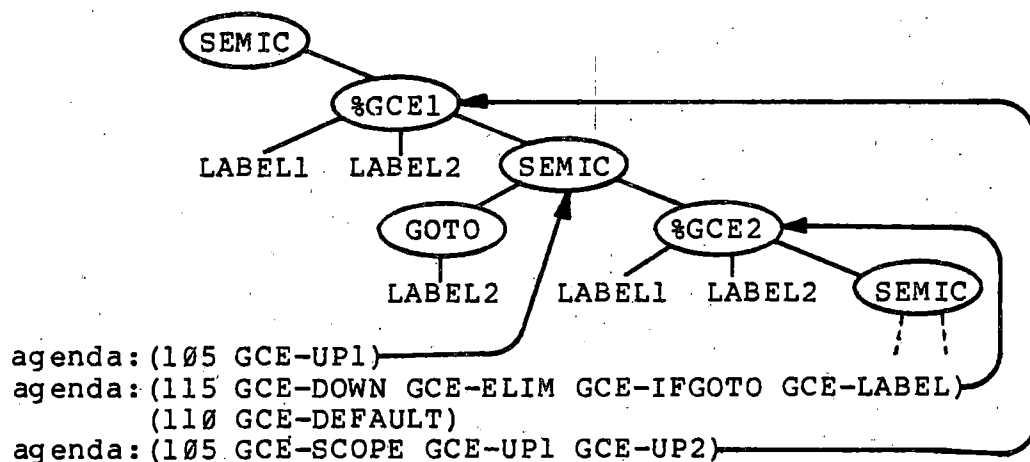 SEMIC
%GCE1
LABEL1 LABEL2 SEMIC
GOTO %GCE2
LABEL2 LABEL1 LABEL2 SEMIC
agenda:(105 GCE-UP1)
agenda:(115 GCE-DOWN GCE-ELIM GCE-IFGOTO GCE-LABEL)
(110 GCE-DEFAULT)
agenda:(105 GCE-SCOPE GCE-UP1 GCE-UP2)